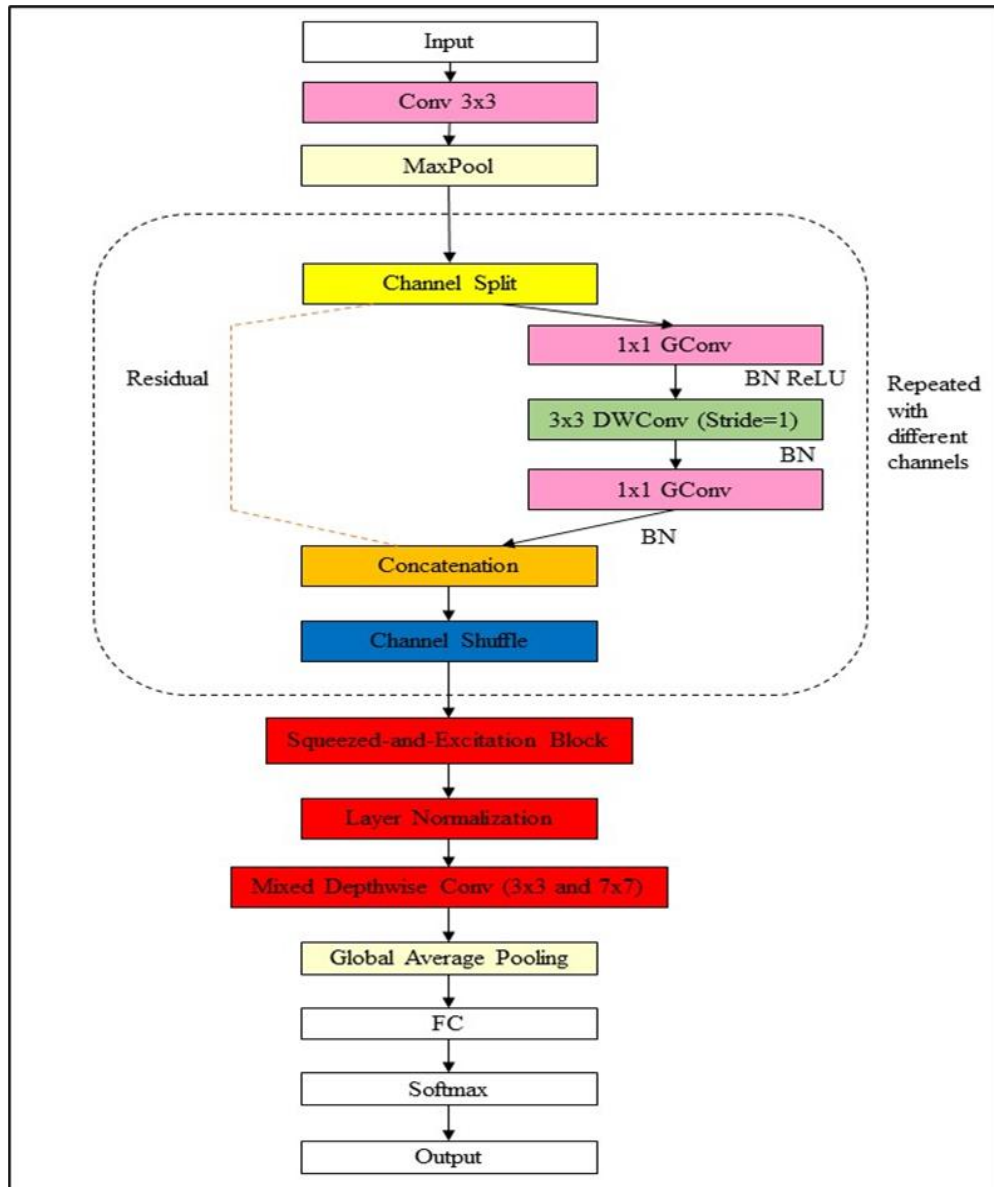 Input
Conv 3x3
MaxPool
Channel Split
1x1 GConv
Residual
BN ReLU
Repeated
with
different
channels
3x3 DWConv (Stride=1)
BN
1x1 GConv
BN
Concatenation
Channel Shuffle
Squeezed-and-Excitation Block
Layer Normalization
Mixed Depthwise Conv (3x3 and 7x7)
Global Average Pooling
FC
Softmax
Output